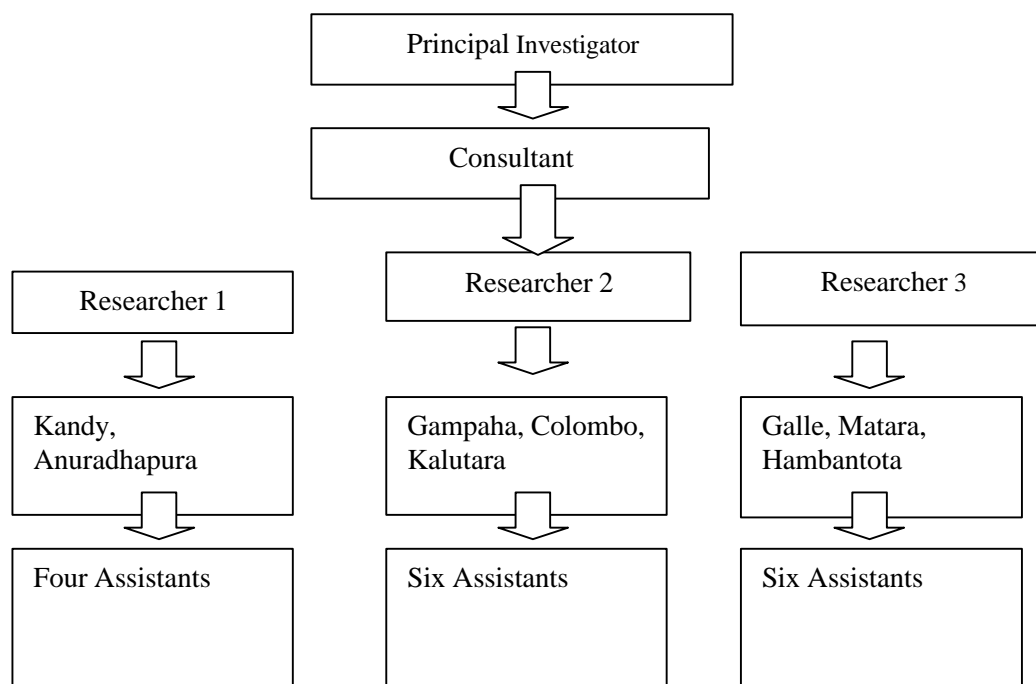 Principal Investigator
Consultant
Researcher 1
Researcher 2
Researcher 3
Kandy,
Anuradhapura
Gampaha, Colombo,
Kalutara
Galle, Matara,
Hambantota
Four Assistants
Six Assistants
Six Assistants